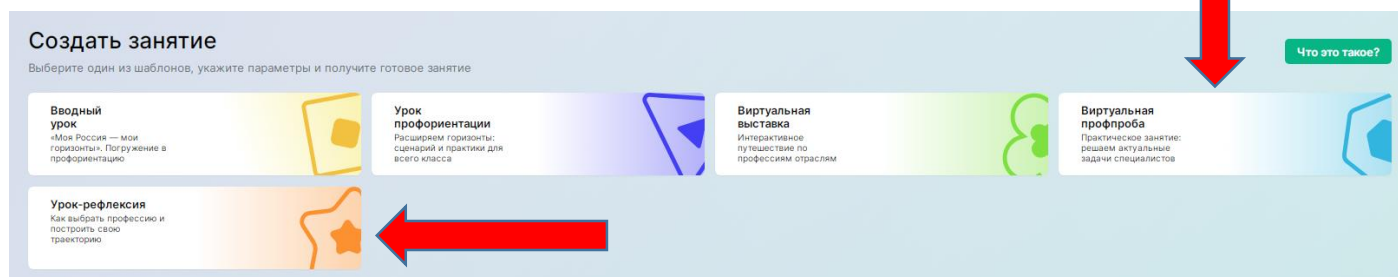 Создать занятие
Выберите один из шаблонов, укажите параметры и получите готовое занятие
Что это такое?
Вводный
урок
«Моя Россия — мои
горизонты». Погружение в
профориентацию
Урок
профориентации
Расширяем горизонты:
сценарий и практики для
всего класса
Виртуальная
выставка
Интерактивное
путешествие по
профессиям отраслям
Виртуальная
профпроба
Практическое занятие:
решаем актуальные
задачи специалистов
Урок-рефлексия
Как выбрать профессию и
построить свою
траекторию